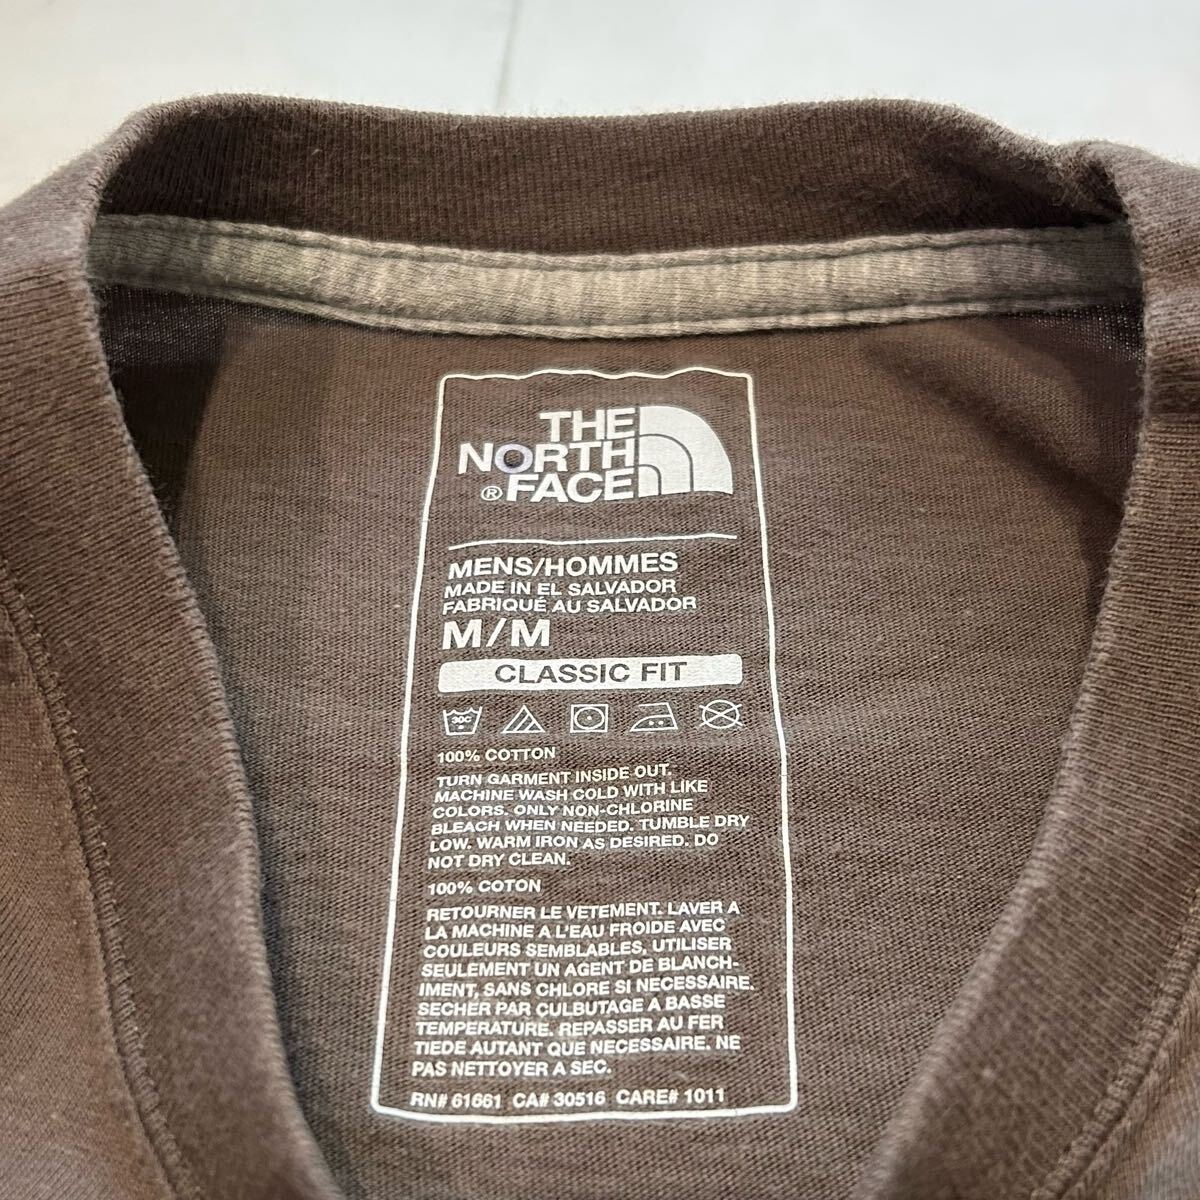 THE
NORTH
FACE
®
MENS/HOMMES
MADE IN EL SALVADOR
FABRIQUÉ AU SALVADOR
M/M
CLASSIC FIT
30C
100% COTTON
TURN GARMENT INSIDE OUT.
MACHINE WASH COLD WITH LIKE
COLORS. ONLY NON-CHLORINE
BLEACH WHEN NEEDED. TUMBLE DRY
LOW. WARM IRON AS DESIRED. DO
NOT DRY CLEAN.
100% COTON
RETOURNER LE VETEMENT. LAVER A
LA MACHINE A L'EAU FROIDE AVEC
COULEURS SEMBLABLES, UTILISER
SEULEMENT UN AGENT DE BLANCH-
IMENT, SANS CHLORE SI NECESSAIRE.
SECHER PAR CULBUTAGE A BASSE
TEMPERATURE. REPASSER AU FER
TIEDE AUTANT QUE NECESSAIRE. NE
PAS NETTOYER A SEC.
RN# 61661 CA# 30516 CARE# 1011